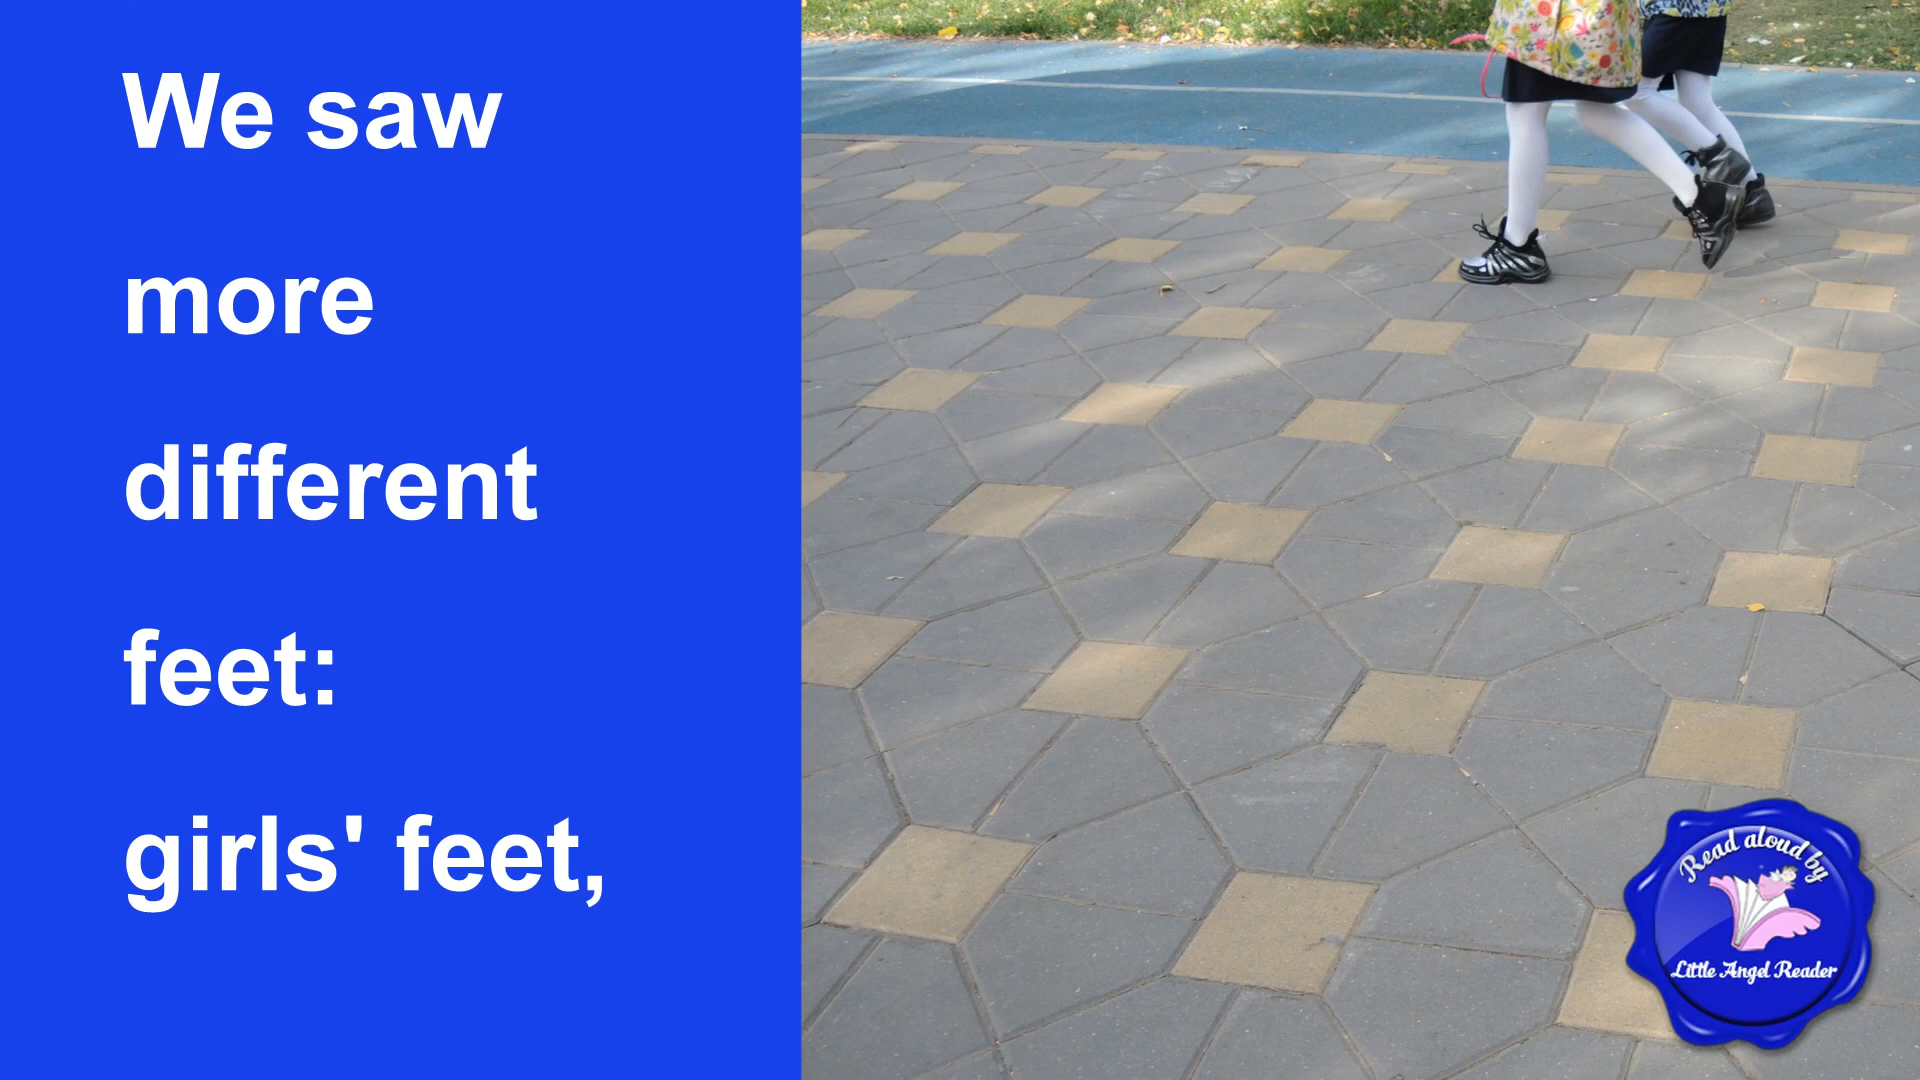 We saw
more
different
feet:
girls' feet,
Read aloud by
Little Angel Reader